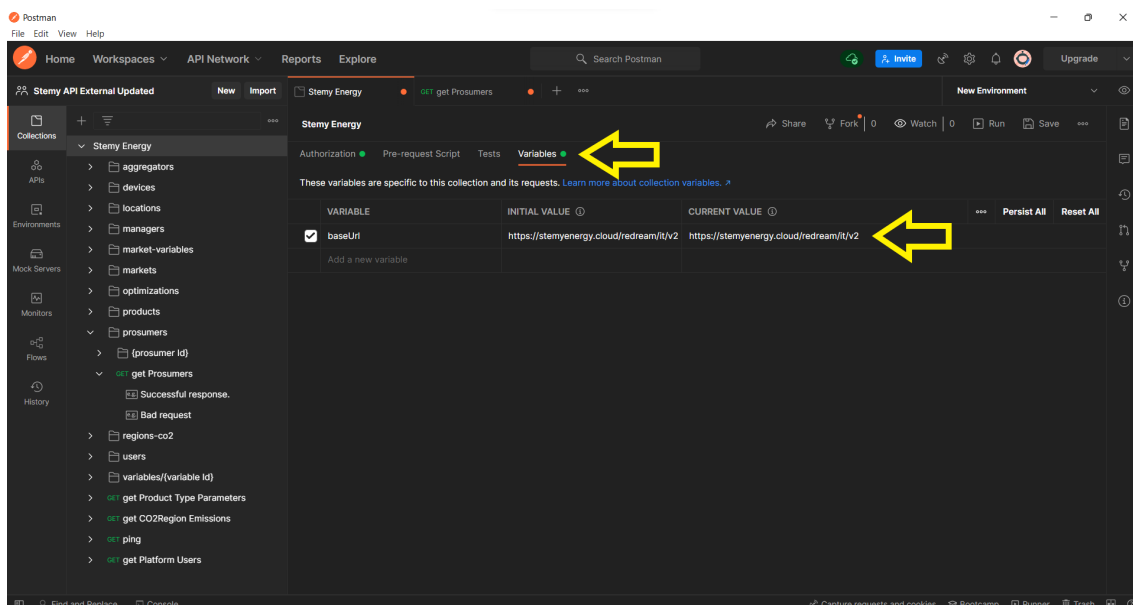 Postman
File Edit View Help
Home Workspaces API Network Reports Explore Search Postman Invite Upgrade
Stemy API External Updated New Import Stemy Energy GET get Prosumers New Environment
Collections
APIs
Environments
Mock Servers
Monitors
Flows
History
Stemy Energy
aggregators
devices
locations
managers
market-variables
markets
optimizations
products
prosumers
{prosumer Id}
GET get Prosumers
e.g. Successful response.
e.g. Bad request
regions-co2
users
variables/{variable Id}
GET get Product Type Parameters
GET get CO2Region Emissions
GET ping
GET get Platform Users
Stemy Energy Share Fork 0 Watch 0 Run Save
Authorization Pre-request Script Tests Variables
These variables are specific to this collection and its requests. Learn more about collection variables.
VARIABLE INITIAL VALUE CURRENT VALUE Persist All Reset All
baseUrl https://stemyenergy.cloud/redream/it/v2 https://stemyenergy.cloud/redream/it/v2
Add a new variable
Find and Replace Console Capture requests and cookies Bootcamp Runner Trash